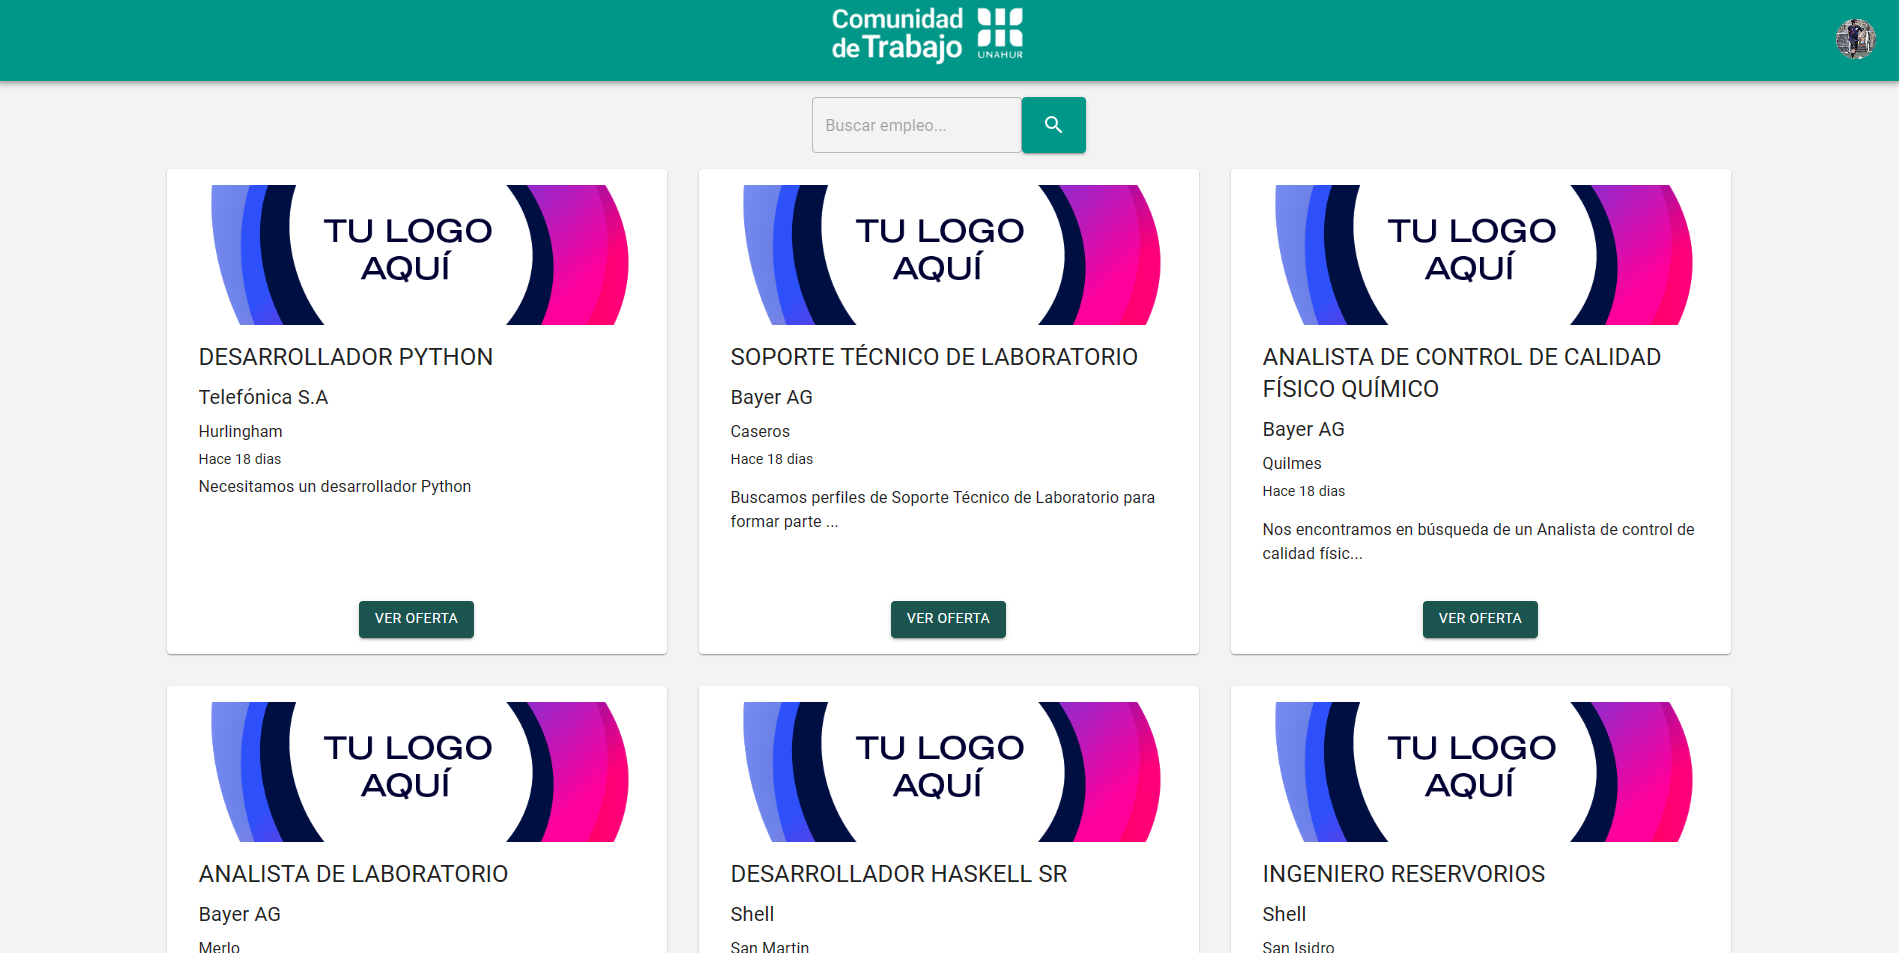 Comunidad
de Trabajo
UNAHUR
Buscar empleo...
TU LOGO
AQUÍ
DESARROLLADOR PYTHON
Telefónica S.A
Hurlingham
Hace 18 dias
Necesitamos un desarrollador Python
VER OFERTA
TU LOGO
AQUÍ
SOPORTE TÉCNICO DE LABORATORIO
Bayer AG
Caseros
Hace 18 dias
Buscamos perfiles de Soporte Técnico de Laboratorio para
formar parte ...
VER OFERTA
TU LOGO
AQUÍ
ANALISTA DE CONTROL DE CALIDAD
FÍSICO QUÍMICO
Bayer AG
Quilmes
Hace 18 dias
Nos encontramos en búsqueda de un Analista de control de
calidad físic...
VER OFERTA
TU LOGO
AQUÍ
ANALISTA DE LABORATORIO
Bayer AG
Merlo
TU LOGO
AQUÍ
DESARROLLADOR HASKELL SR
Shell
San Martin
TU LOGO
AQUÍ
INGENIERO RESERVORIOS
Shell
San Isidro